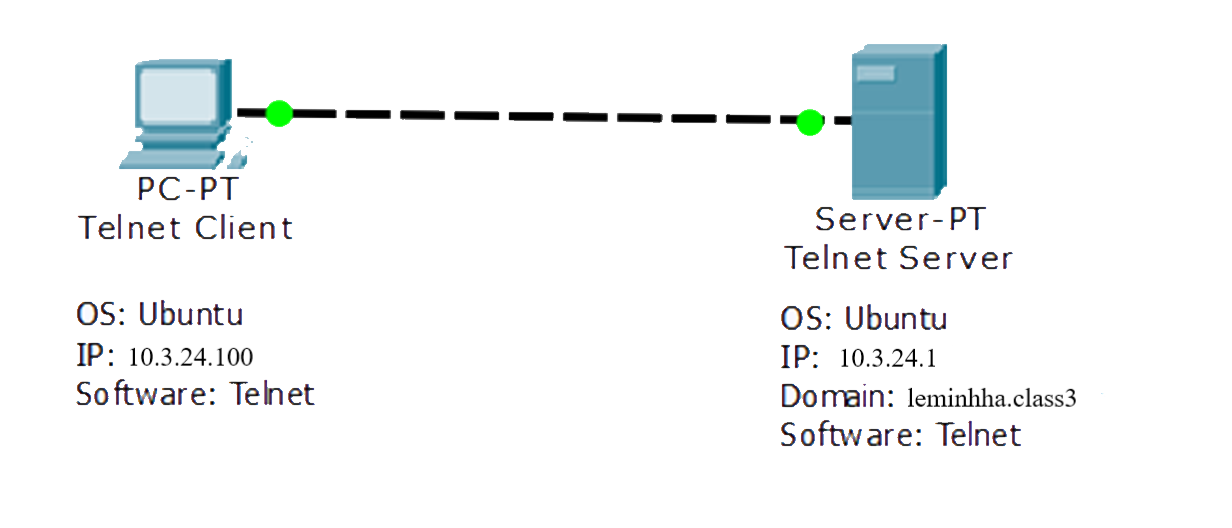 PC-PT
Telnet Client
OS: Ubuntu
IP: 10.3.24.100
Software: Telnet
Server-PT
Telnet Server
OS: Ubuntu
IP: 10.3.24.1
Domain: leminhha.class3
Software: Telnet